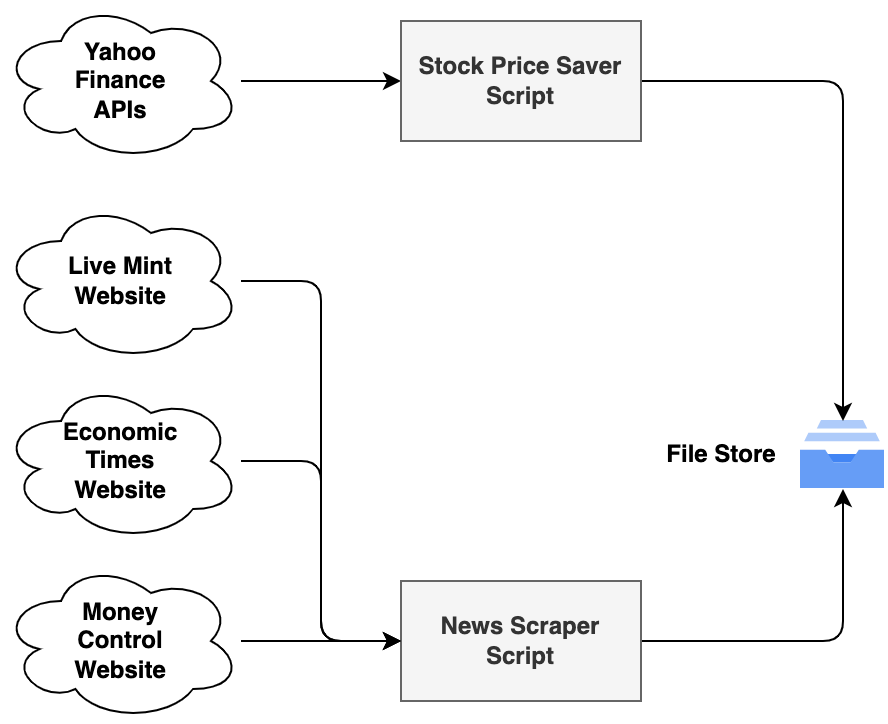 Yahoo
Finance
APIs
Stock Price Saver
Script
Live Mint
Website
Economic
Times
Website
File Store
Money
Control
Website
News Scraper
Script